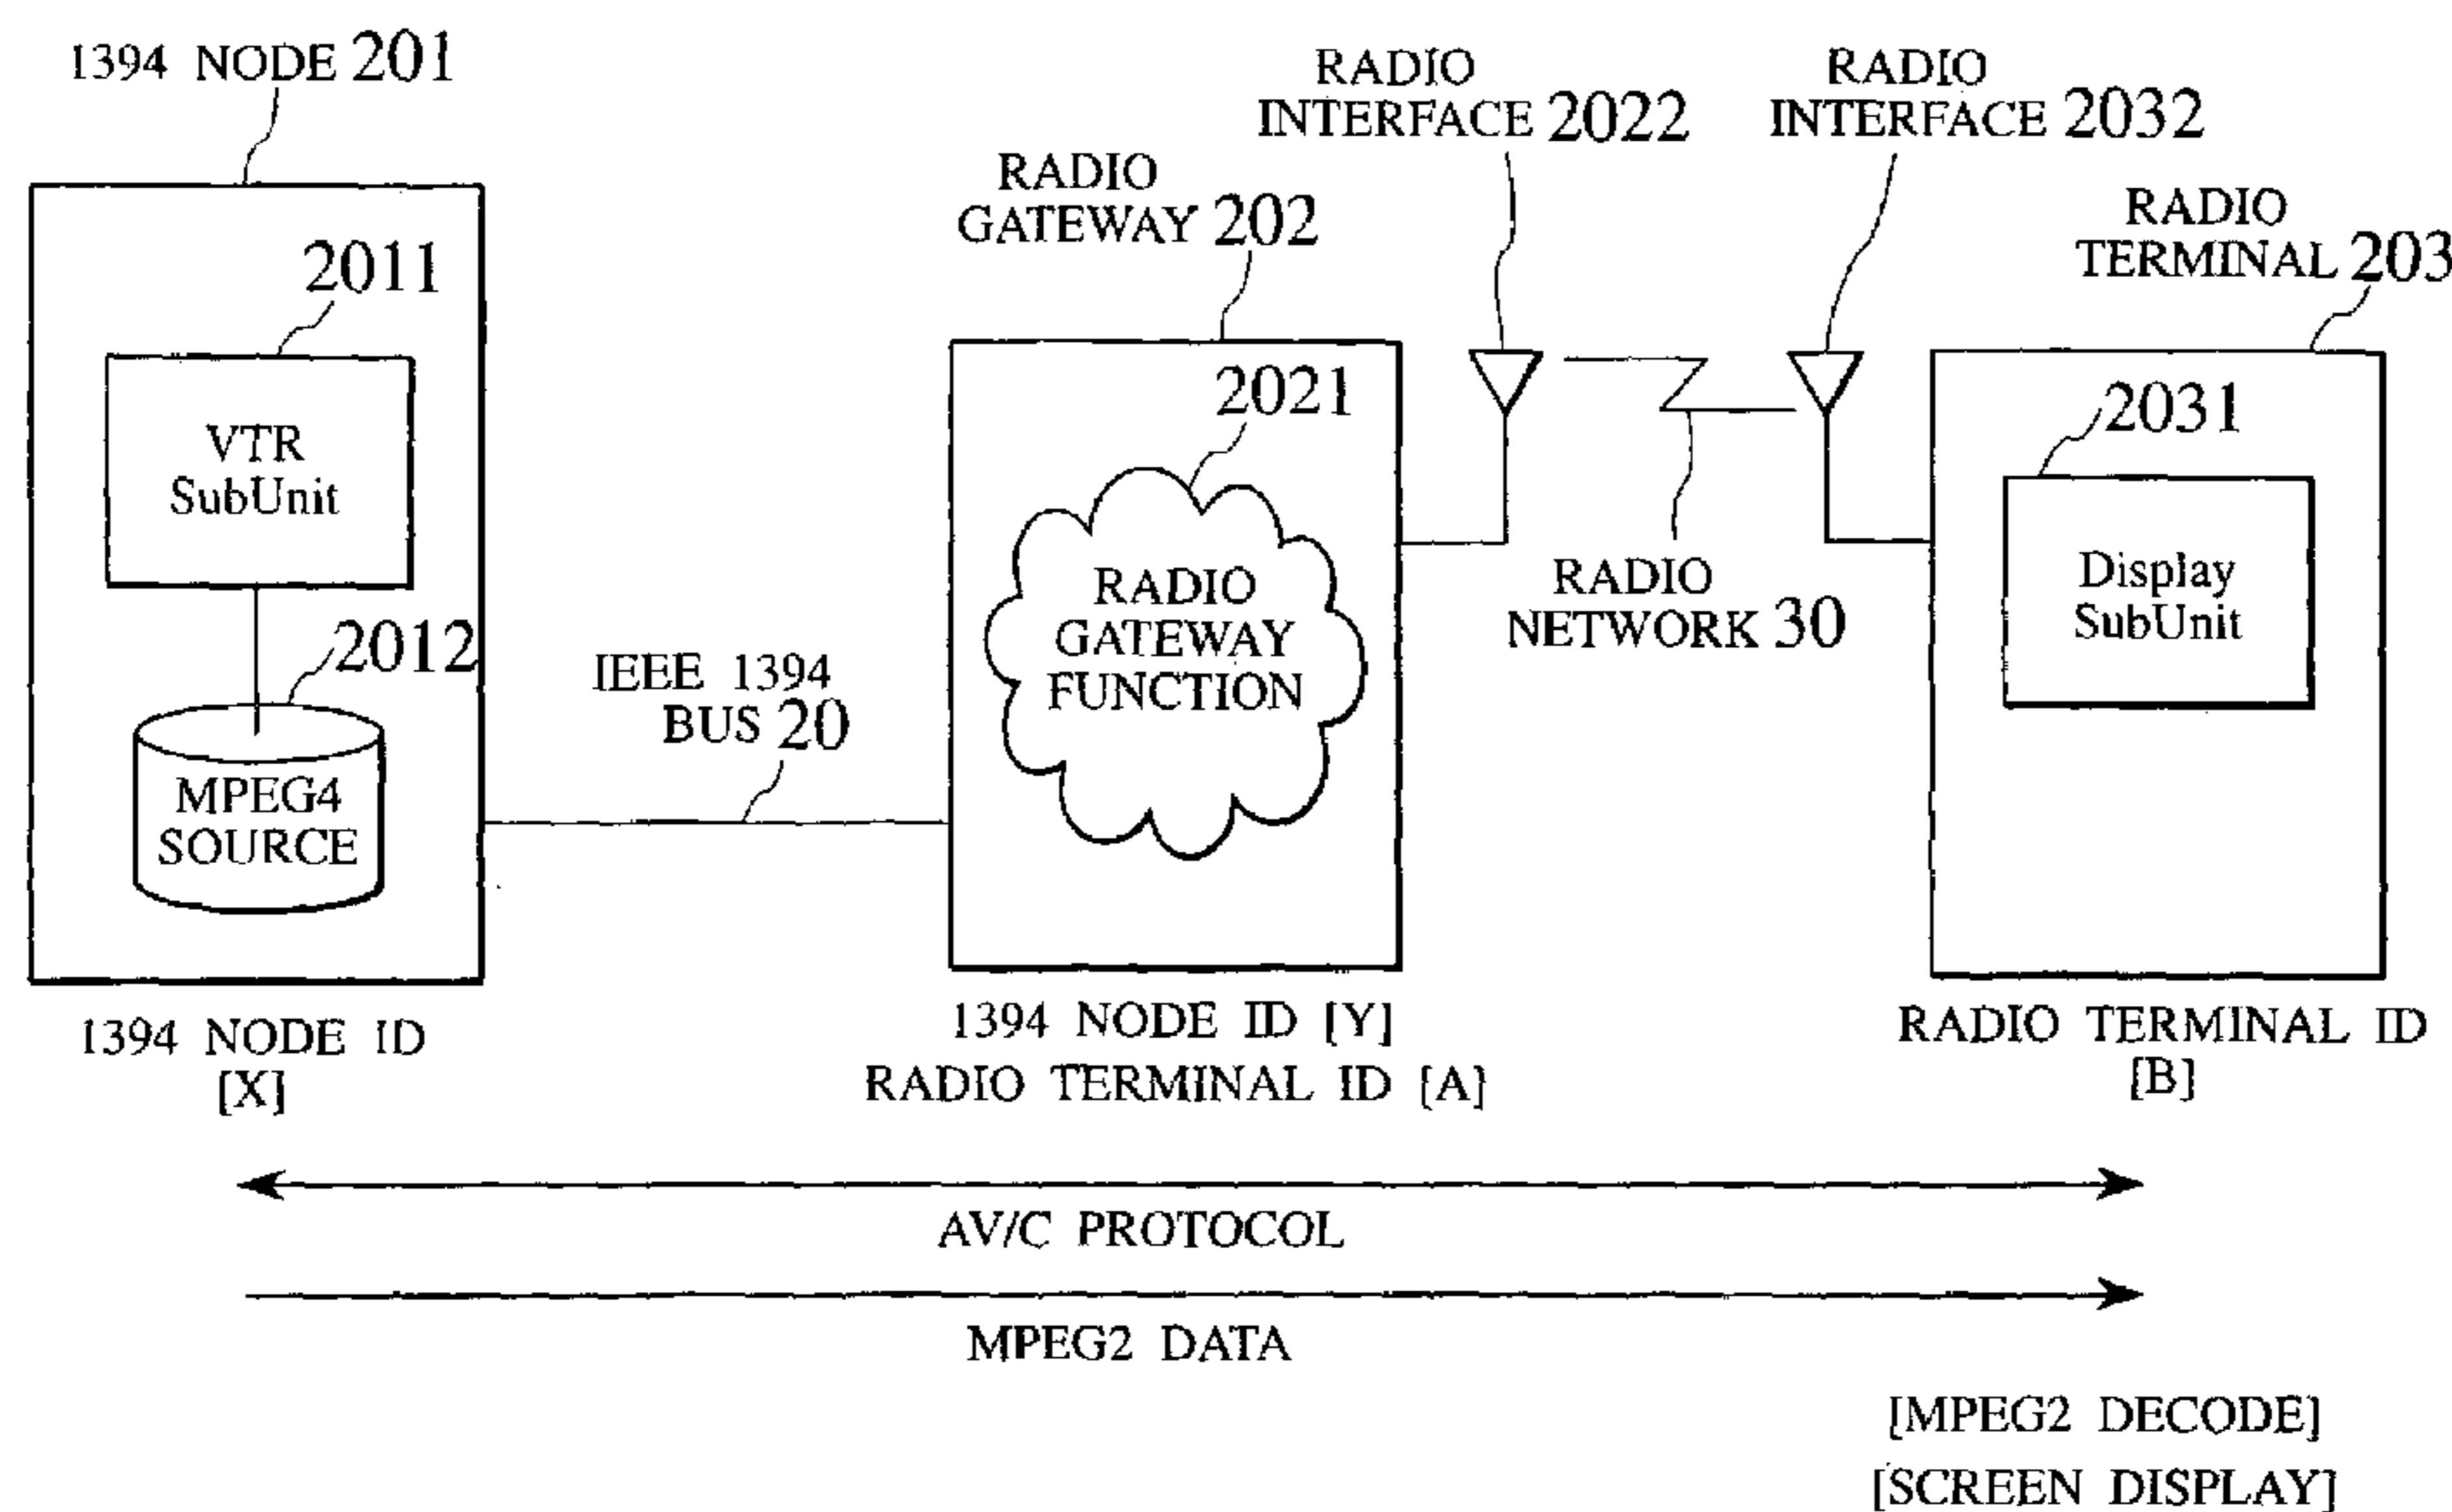 1394 NODE 201
2011
VTR
SubUnit
2012
MPEG4
SOURCE
1394 NODE ID
[X]
IEEE 1394
BUS 20
RADIO
GATEWAY 202
2021
RADIO
GATEWAY
FUNCTION
1394 NODE ID [Y]
RADIO TERMINAL ID [A]
RADIO
INTERFACE 2022
RADIO
NETWORK 30
RADIO
INTERFACE 2032
RADIO
TERMINAL 203
2031
Display
SubUnit
RADIO TERMINAL ID
[B]
AV/C PROTOCOL
MPEG2 DATA
[MPEG2 DECODE]
[SCREEN DISPLAY]